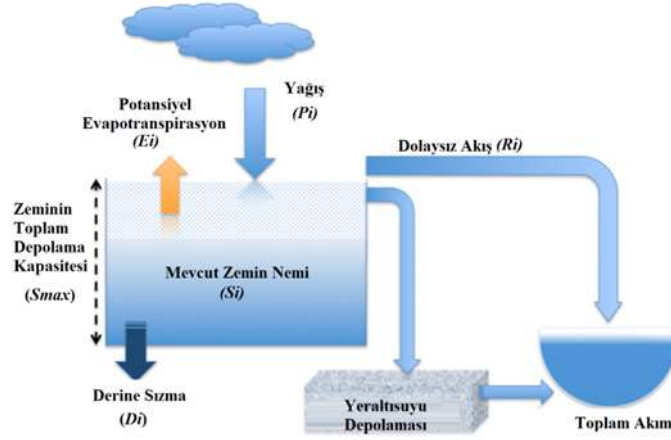 Yağış
(Pi)
Potansiyel
Evapotranspirasyon
(Ei)
Dolaysız Akış (Ri)
Zeminin
Toplam
Depolama
Kapasitesi
(Smax)
Mevcut Zemin Nemi
(Si)
Derine Sızma
(Di)
Yeraltısuyu
Depolaması
Toplam Akım